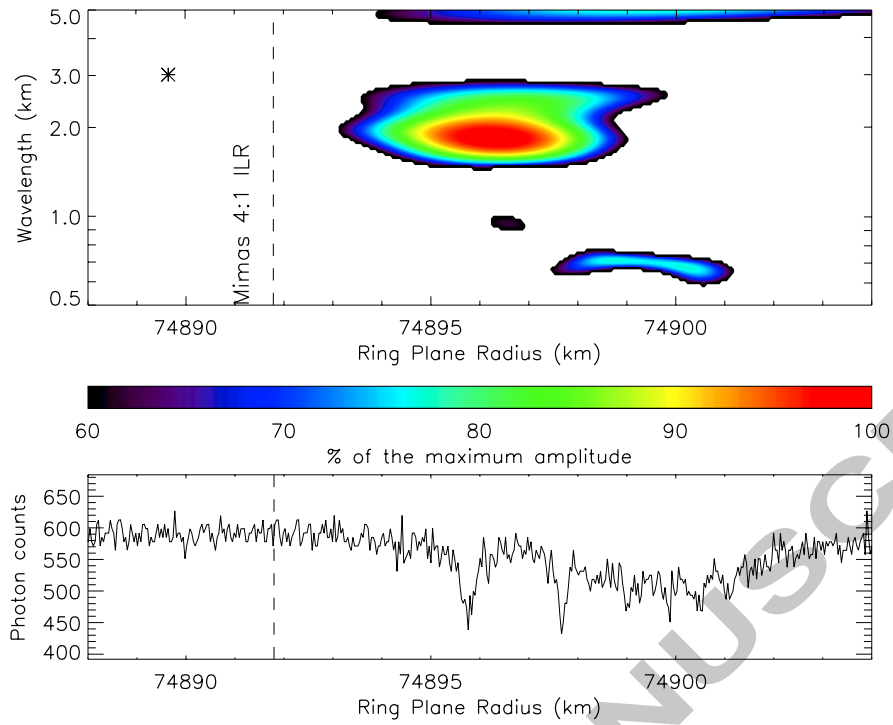 5.0
3.0
2.0
1.0
0.5
Wavelength (km)
Mimas 4:1 ILR
74890 74895 74900
Ring Plane Radius (km)
60 70 80 90 100
% of the maximum amplitude
650
600
550
500
450
400
Photon counts
74890 74895 74900
Ring Plane Radius (km)
NUSC